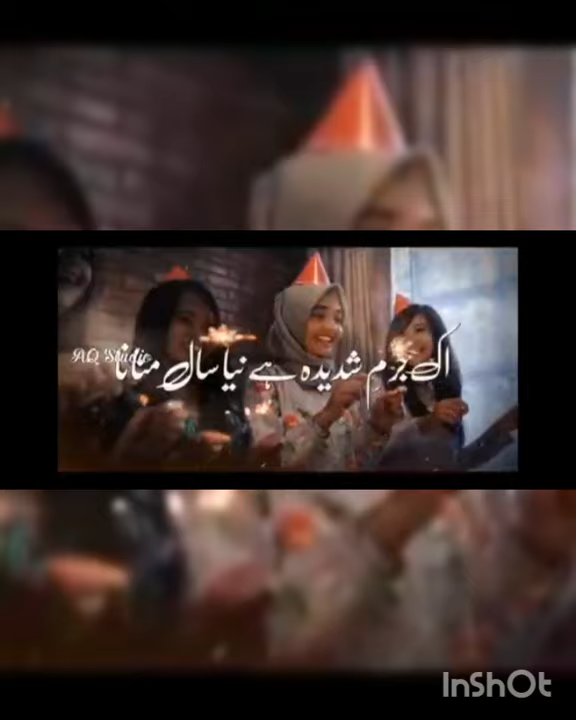 اک جرمِ شدیدہ ہے نیا سال منانا
AQ Studio
InShOt